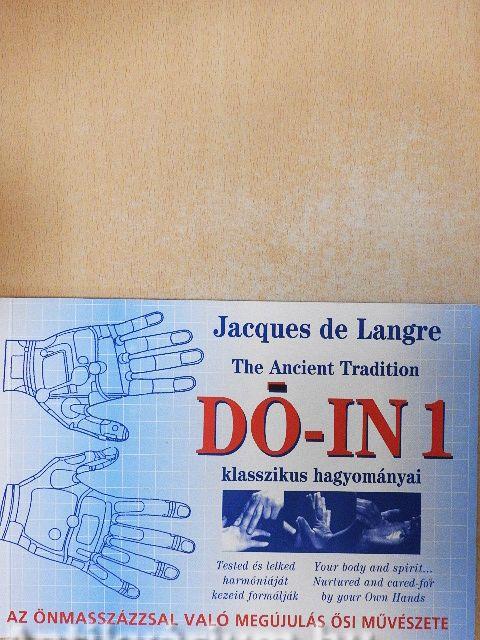 Jacques de Langre
The Ancient Tradition
DŌ-IN 1
klasszikus hagyományai
Tested és lelked
harmóniáját
kezeid formálják
Your body and spirit...
Nurtured and cared-for
by your Own Hands
AZ ÖNMASSZÁZZSAL VALÓ MEGÚJULÁS ŐSI MŰVÉSZETE